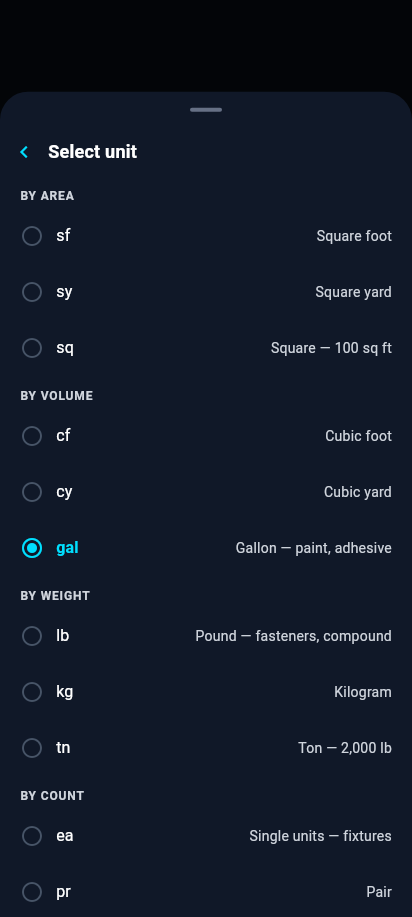 Select unit
BY AREA
sf Square foot
sy Square yard
sq Square — 100 sq ft
BY VOLUME
cf Cubic foot
cy Cubic yard
gal Gallon — paint, adhesive
BY WEIGHT
lb Pound — fasteners, compound
kg Kilogram
tn Ton — 2,000 lb
BY COUNT
ea Single units — fixtures
pr Pair